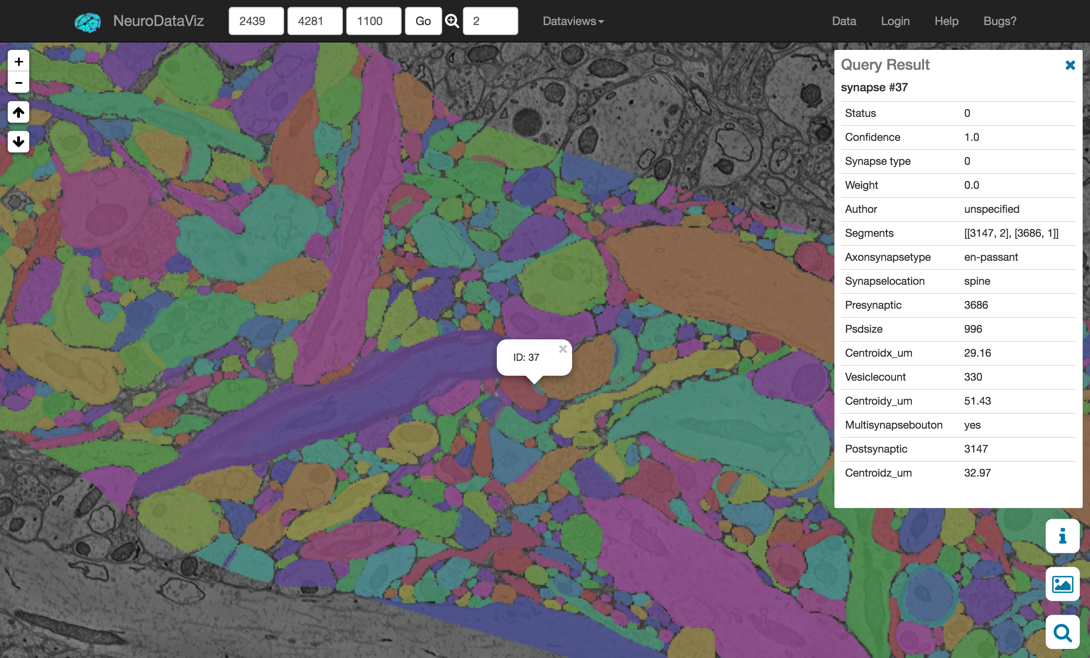 NeuroDataViz 2439 4281 1100 Go 2 Dataviews Data Login Help Bugs?
+
-
Query Result
synapse #37
Status 0
Confidence 1.0
Synapse type 0
Weight 0.0
Author unspecified
Segments [[3147, 2], [3686, 1]]
Axonsynapsetype en-passant
Synapselocation spine
Presynaptic 3686
Psdsize 996
Centroidx_um 29.16
Vesiclecount 330
Centroidy_um 51.43
Multisynapsebouton yes
Postsynaptic 3147
Centroidz_um 32.97
ID: 37